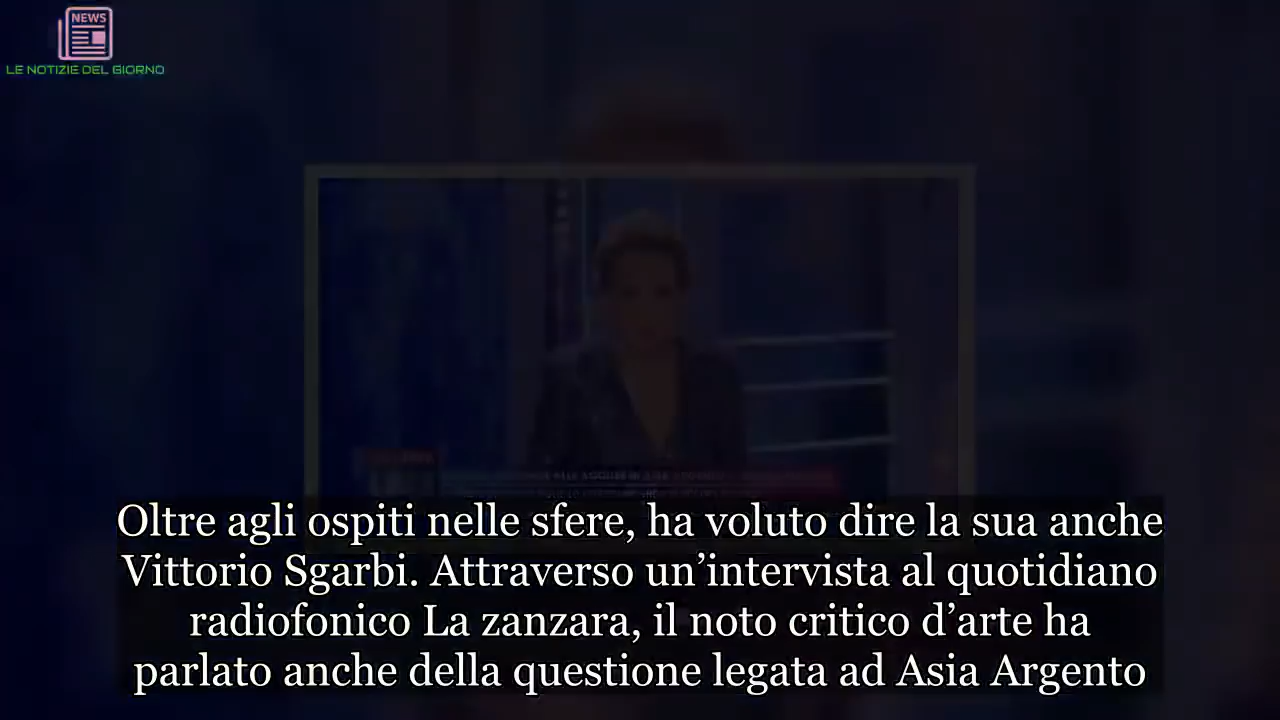 NEWS
LE NOTIZIE DEL GIORNO
Oltre agli ospiti nelle sfere, ha voluto dire la sua anche
Vittorio Sgarbi. Attraverso un’intervista al quotidiano
radiofonico La zanzara, il noto critico d’arte ha
parlato anche della questione legata ad Asia Argento